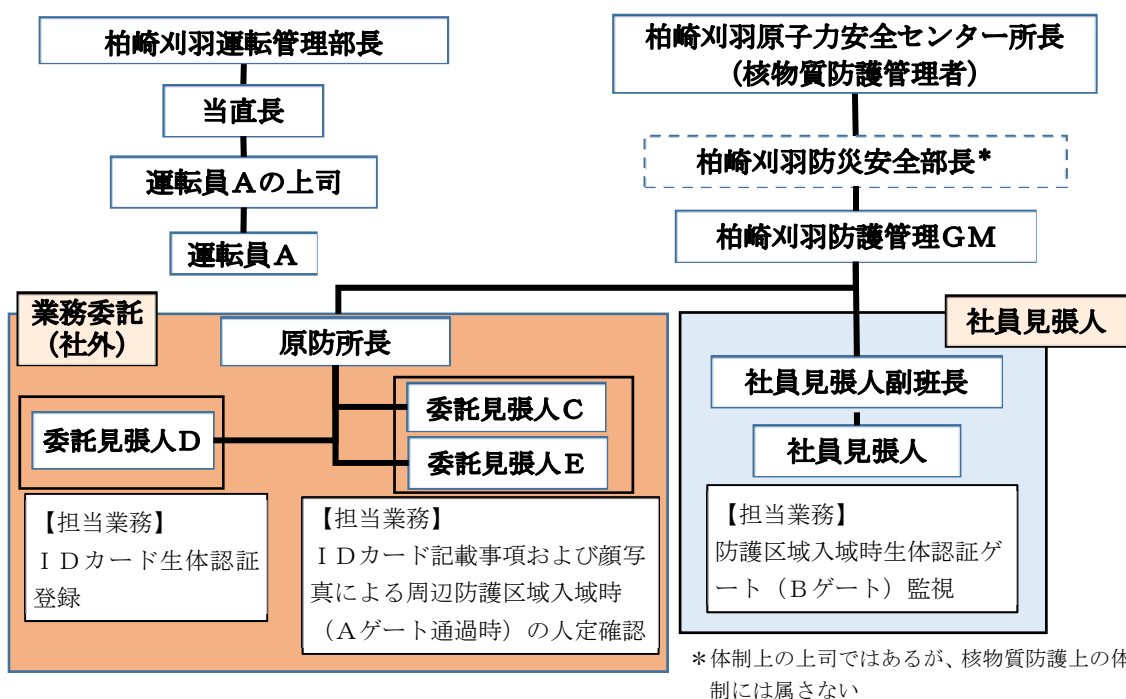 柏崎刈羽運転管理部長
当直長
運転員Aの上司
運転員A
柏崎刈羽原子力安全センター所長
(核物質防護管理者)
柏崎刈羽防災安全部長*
柏崎刈羽防護管理GM
業務委託
(社外)
原防所長
委託見張人D
委託見張人C
委託見張人E
【担当業務】
IDカード生体認証
登録
【担当業務】
IDカード記載事項および顔写
真による周辺防護区域入域時
(Aゲート通過時)の人定確認
社員見張人
社員見張人副班長
社員見張人
【担当業務】
防護区域入域時生体認証ゲ
ート(Bゲート)監視
*体制上の上司ではあるが、核物質防護上の体
制には属さない